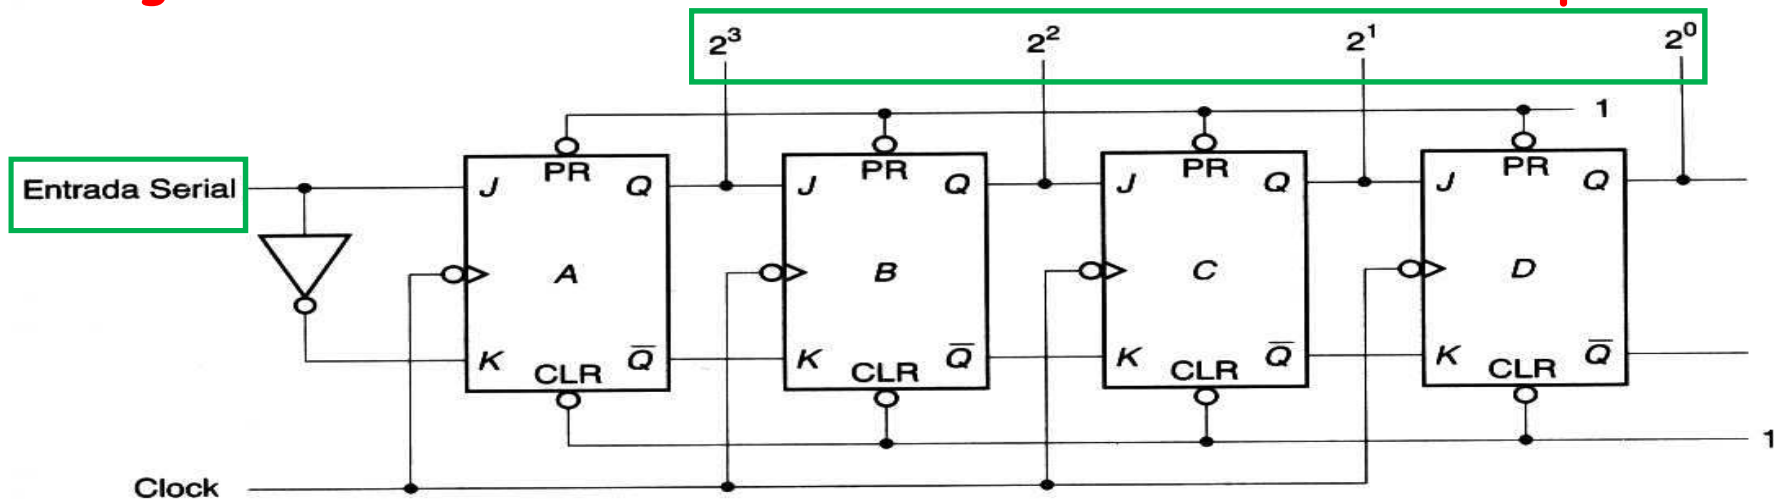 2³ 2² 2¹ 2⁰
1
Entrada Serial
J PR Q J PR Q J PR Q J PR Q
A B C D
K CLR Q̅ K CLR Q̅ K CLR Q̅ K CLR Q̅
1
Clock